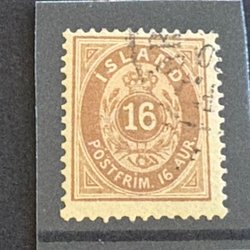 ISLAND
16
POSTFRIM. 16 AUR.